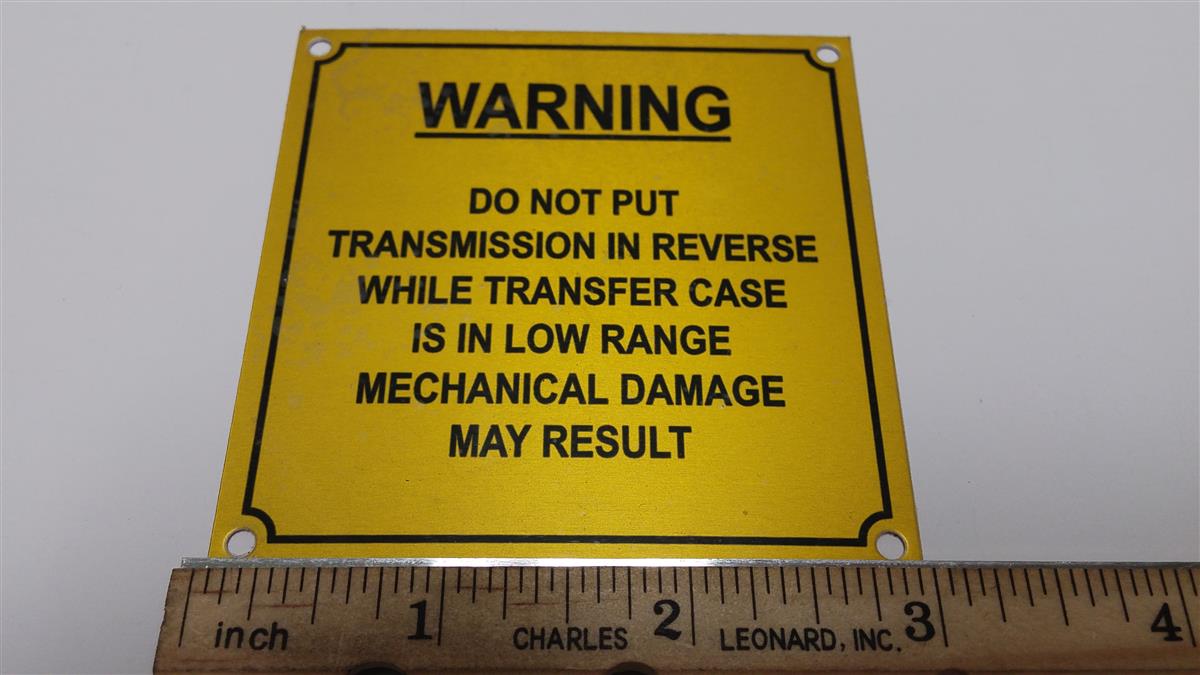 WARNING
DO NOT PUT
TRANSMISSION IN REVERSE
WHILE TRANSFER CASE
IS IN LOW RANGE
MECHANICAL DAMAGE
MAY RESULT
1 2 3 4
inch CHARLES LEONARD, INC.